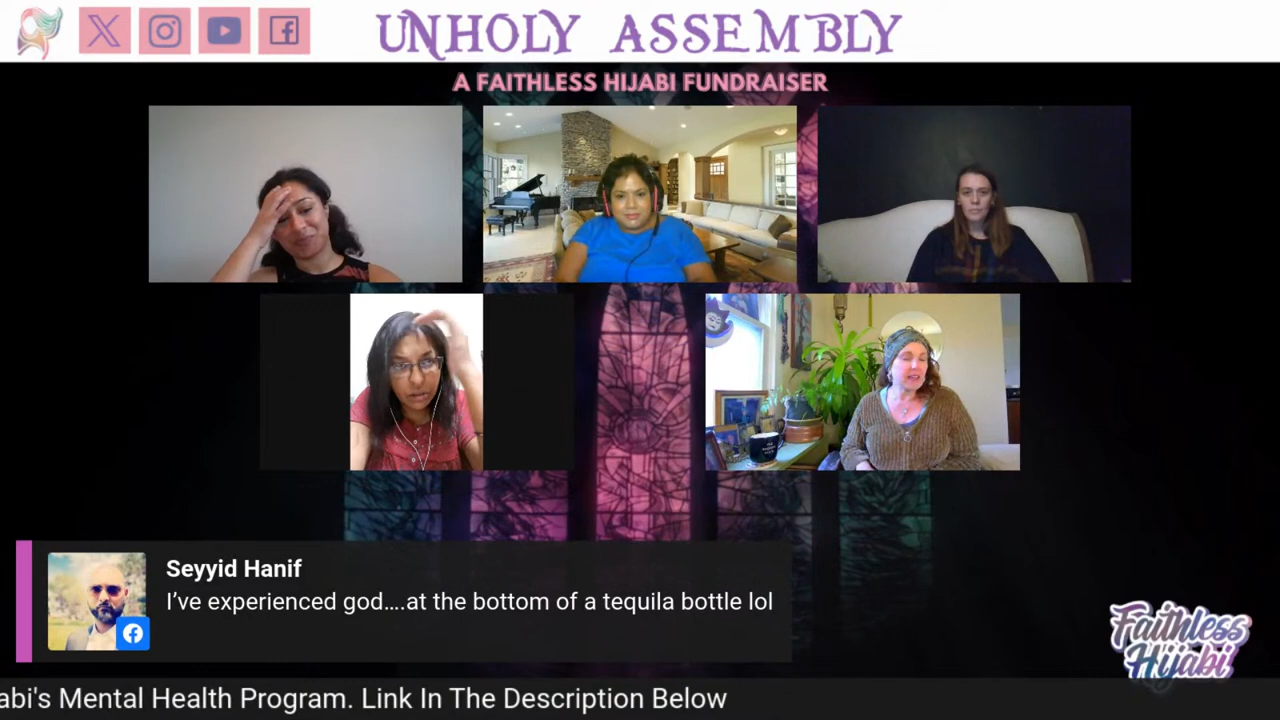 UNHOLY ASSEMBLY
A FAITHLESS HIJABI FUNDRAISER
Seyyid Hanif
I've experienced god....at the bottom of a tequila bottle lol
Faithless
Hijabi
abi's Mental Health Program. Link In The Description Below